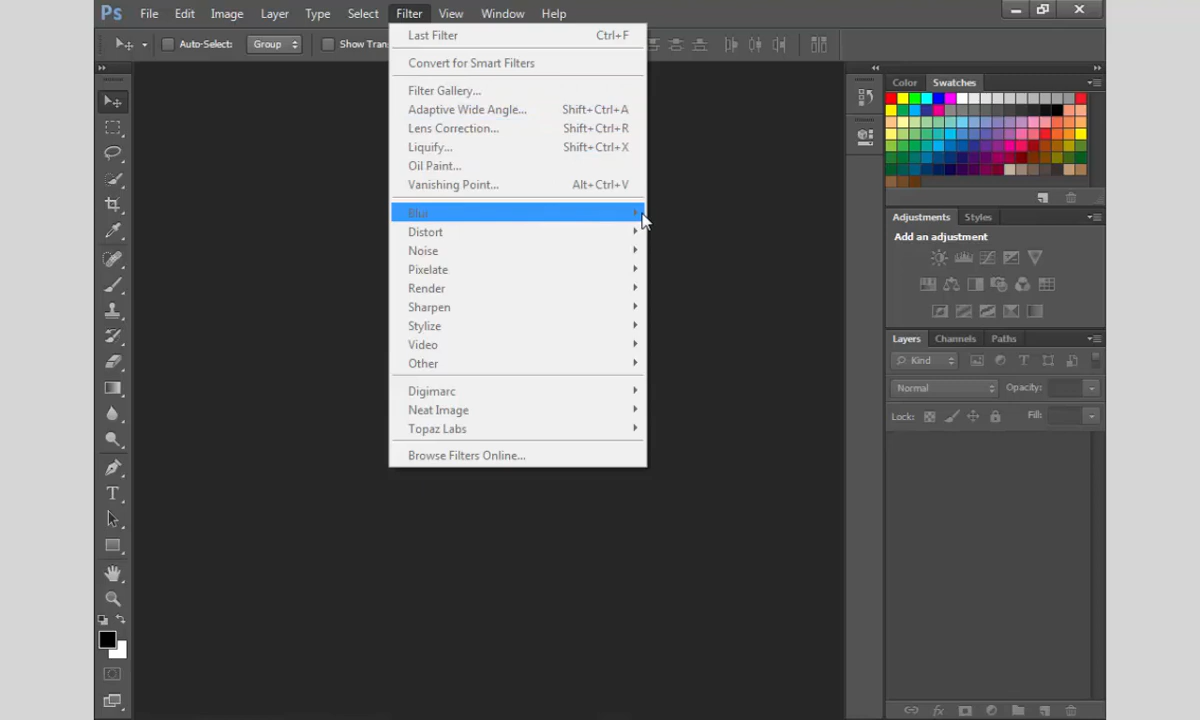 Ps File Edit Image Layer Type Select Filter View Window Help
Auto-Select: Group Show Tran
Last Filter Ctrl+F
Convert for Smart Filters
Filter Gallery...
Adaptive Wide Angle... Shift+Ctrl+A
Lens Correction... Shift+Ctrl+R
Liquify... Shift+Ctrl+X
Oil Paint...
Vanishing Point... Alt+Ctrl+V
Blur
Distort
Noise
Pixelate
Render
Sharpen
Stylize
Video
Other
Digimarc
Neat Image
Topaz Labs
Browse Filters Online...
Color Swatches
Adjustments Styles
Add an adjustment
Layers Channels Paths
Kind
Normal Opacity:
Lock: Fill: